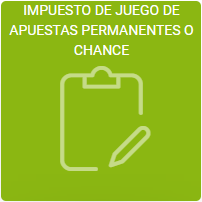 IMPUESTO DE JUEGO DE
APUESTAS PERMANENTES O
CHANCE